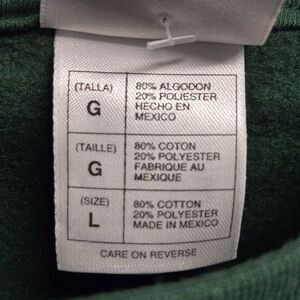 (TALLA)
G
80% ALGODON
20% POLIESTER
HECHO EN
MEXICO
(TAILLE)
G
80% COTON
20% POLYESTER
FABRIQUE AU
MEXIQUE
(SIZE)
L
80% COTTON
20% POLYESTER
MADE IN MEXICO
CARE ON REVERSE